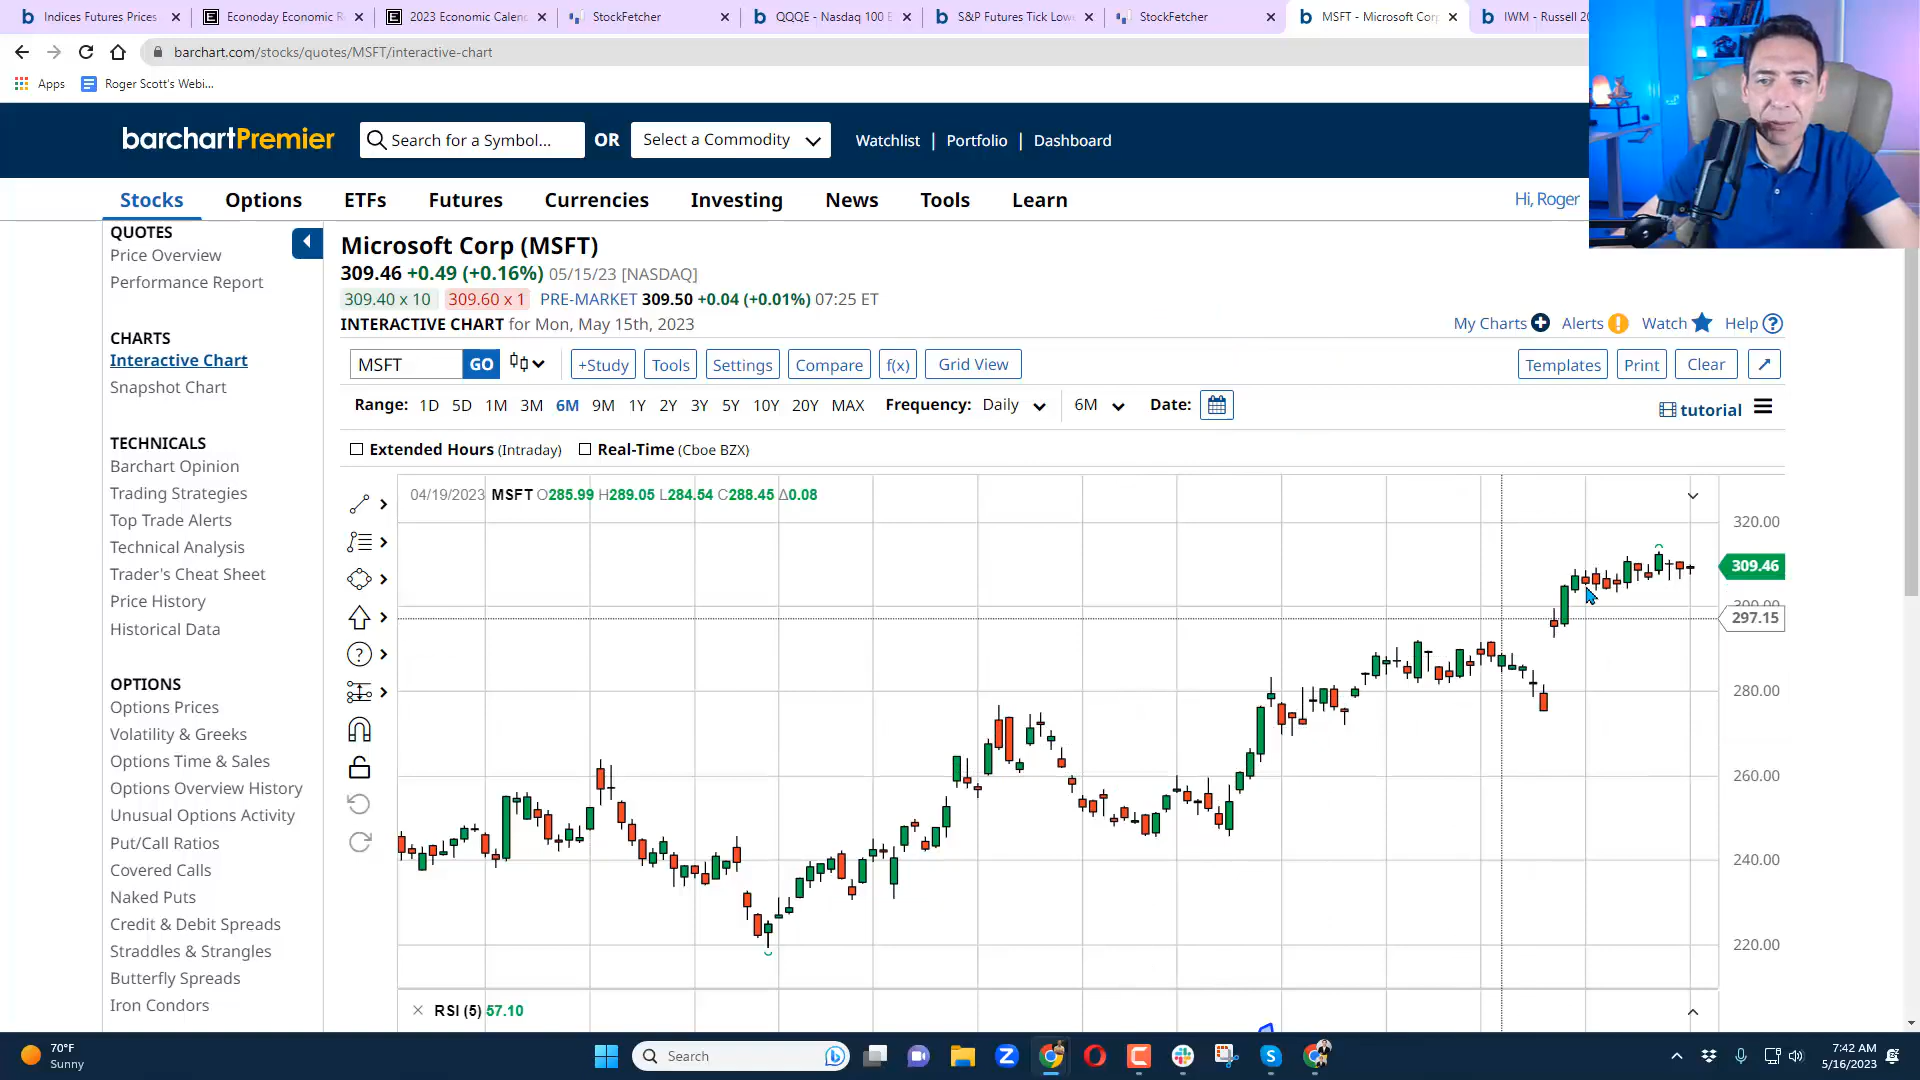 Indices Futures Prices
Econoday Economic R
2023 Economic Calen
StockFetcher
QQQE - Nasdaq 100 E
S&P Futures Tick Low
StockFetcher
MSFT - Microsoft Corp
IWM - Russell 20
barchart.com/stocks/quotes/MSFT/interactive-chart
Apps
Roger Scott's Webi...
barchartPremier
Search for a Symbol...
OR
Select a Commodity
Watchlist | Portfolio | Dashboard
Stocks Options ETFs Futures Currencies Investing News Tools Learn
Hi, Roger
QUOTES
Price Overview
Performance Report
CHARTS
Interactive Chart
Snapshot Chart
TECHNICALS
Barchart Opinion
Trading Strategies
Top Trade Alerts
Technical Analysis
Trader's Cheat Sheet
Price History
Historical Data
OPTIONS
Options Prices
Volatility & Greeks
Options Time & Sales
Options Overview History
Unusual Options Activity
Put/Call Ratios
Covered Calls
Naked Puts
Credit & Debit Spreads
Straddles & Strangles
Butterfly Spreads
Iron Condors
Microsoft Corp (MSFT)
309.46 +0.49 (+0.16%) 05/15/23 [NASDAQ]
309.40 x 10 309.60 x 1 PRE-MARKET 309.50 +0.04 (+0.01%) 07:25 ET
INTERACTIVE CHART for Mon, May 15th, 2023
My Charts Alerts Watch Help
MSFT GO +Study Tools Settings Compare f(x) Grid View Templates Print Clear
Range: 1D 5D 1M 3M 6M 9M 1Y 2Y 3Y 5Y 10Y 20Y MAX Frequency: Daily 6M Date:
tutorial
Extended Hours (Intraday) Real-Time (Cboe BZX)
04/19/2023 MSFT O285.99 H289.05 L284.54 C288.45 Δ0.08
320.00
309.46
300.00
297.15
280.00
260.00
240.00
220.00
RSI (5) 57.10
70°F
Sunny
Search
7:42 AM
5/16/2023